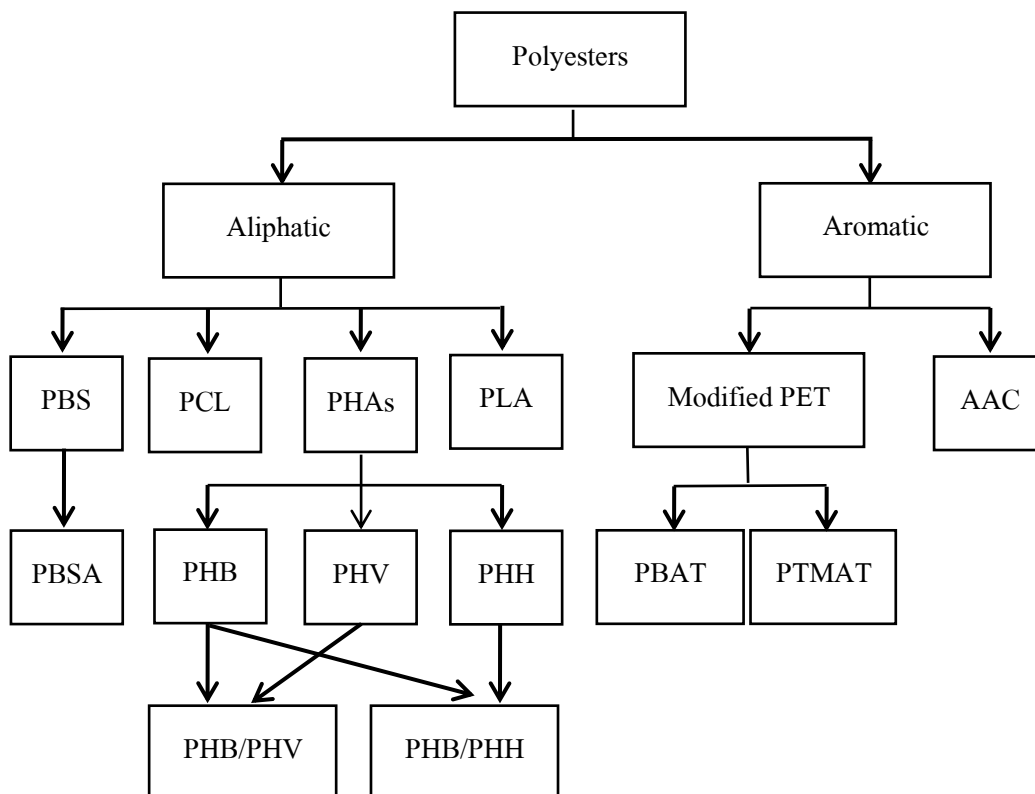 Polyesters
Aliphatic
Aromatic
PBS
PCL
PHAs
PLA
Modified PET
AAC
PBSA
PHB
PHV
PHH
PBAT
PTMAT
PHB/PHV
PHB/PHH